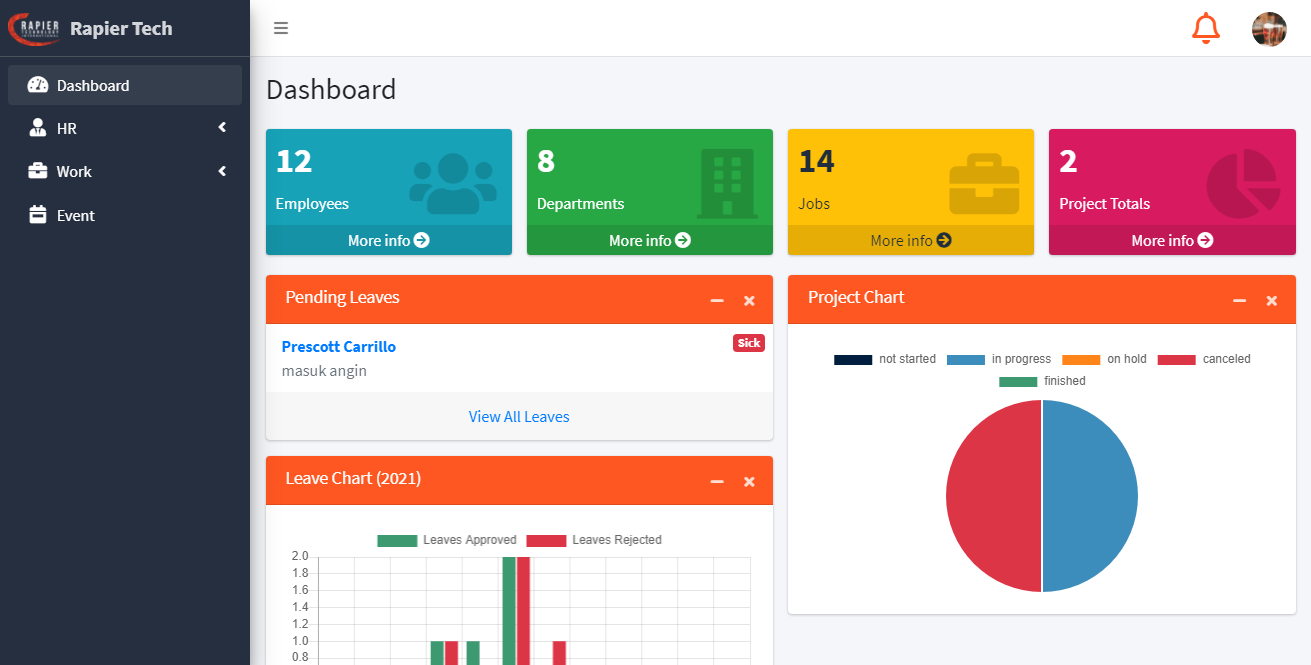 RAPIER
TECHNOLOGY
INTERNATIONAL
Rapier Tech
Dashboard
HR
Work
Event
Dashboard
12
Employees
More info
8
Departments
More info
14
Jobs
More info
2
Project Totals
More info
Pending Leaves
Prescott Carrillo
Sick
masuk angin
View All Leaves
Leave Chart (2021)
Leaves Approved
Leaves Rejected
2.0
1.8
1.6
1.4
1.2
1.0
0.8
Project Chart
not started
in progress
on hold
canceled
finished